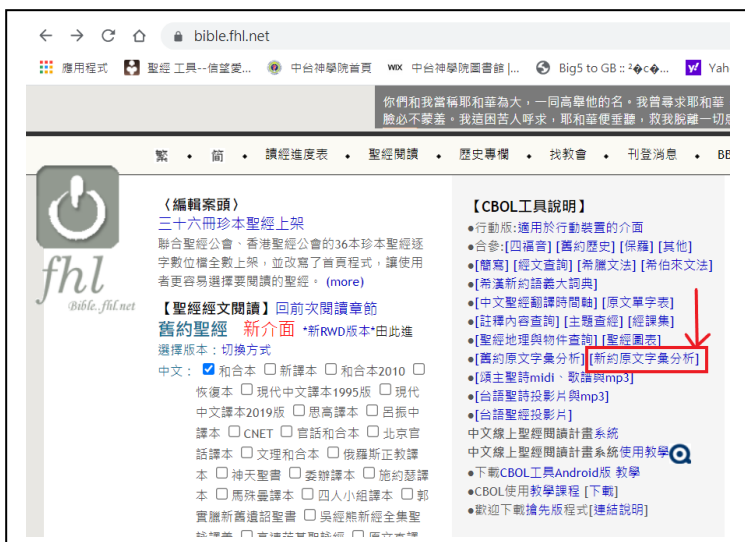 bible.fhl.net
應用程式 聖經 工具--信望愛... 中台神學院首頁 WIX 中台神學院圖書館 |... Big5 to GB :: ²�c�... Yah
你們和我當稱耶和華為大，一同高舉他的名。我曾尋求耶和華
臉必不蒙羞。我這困苦人呼求，耶和華便垂聽，救我脫離一切
繁 ◆ 简 ◆ 讀經進度表 ◆ 聖經閱讀 ◆ 歷史專欄 ◆ 找教會 ◆ 刊登消息 ◆ BB
fhl
Bible.fhl.net
〈編輯案頭〉
三十六冊珍本聖經上架
聯合聖經公會、香港聖經公會的36本珍本聖經逐
字數位檔全數上架，並改寫了首頁程式，讓使用
者更容易選擇要閱讀的聖經。 (more)
【聖經經文閱讀】回前次閱讀章節
舊約聖經 新介面 *新RWD版本*由此進
選擇版本：切換方式
中文： 和合本 新譯本 和合本2010
恢復本 現代中文譯本1995版 現代
中文譯本2019版 思高譯本 呂振中
譯本 CNET 官話和合本 北京官
話譯本 文理和合本 俄羅斯正教譯
本 神天聖書 委辦譯本 施約瑟譯
本 馬殊曼譯本 四人小組譯本 郭
實臘新舊遺詔聖書 吳經熊新經全集聖
【CBOL工具說明】
●行動版:適用於行動裝置的介面
●合參:[四福音] [舊約歷史] [保羅] [其他]
●[簡寫] [經文查詢] [希臘文法] [希伯來文法]
●[希漢新約語義大詞典]
●[中文聖經翻譯時間軸] [原文單字表]
●[註釋內容查詢] [主題查經] [經課集]
●[聖經地理與物件查詢] [聖經圖表]
●[舊約原文字彙分析] [新約原文字彙分析]
●[頌主聖詩midi、歌譜與mp3]
●[台語聖詩投影片與mp3]
●[台語聖經投影片]
中文線上聖經閱讀計畫系統
中文線上聖經閱讀計畫系統使用教學
●下載CBOL工具Android版 教學
●CBOL使用教學課程 [下載]
●歡迎下載搶先版程式[連結說明]